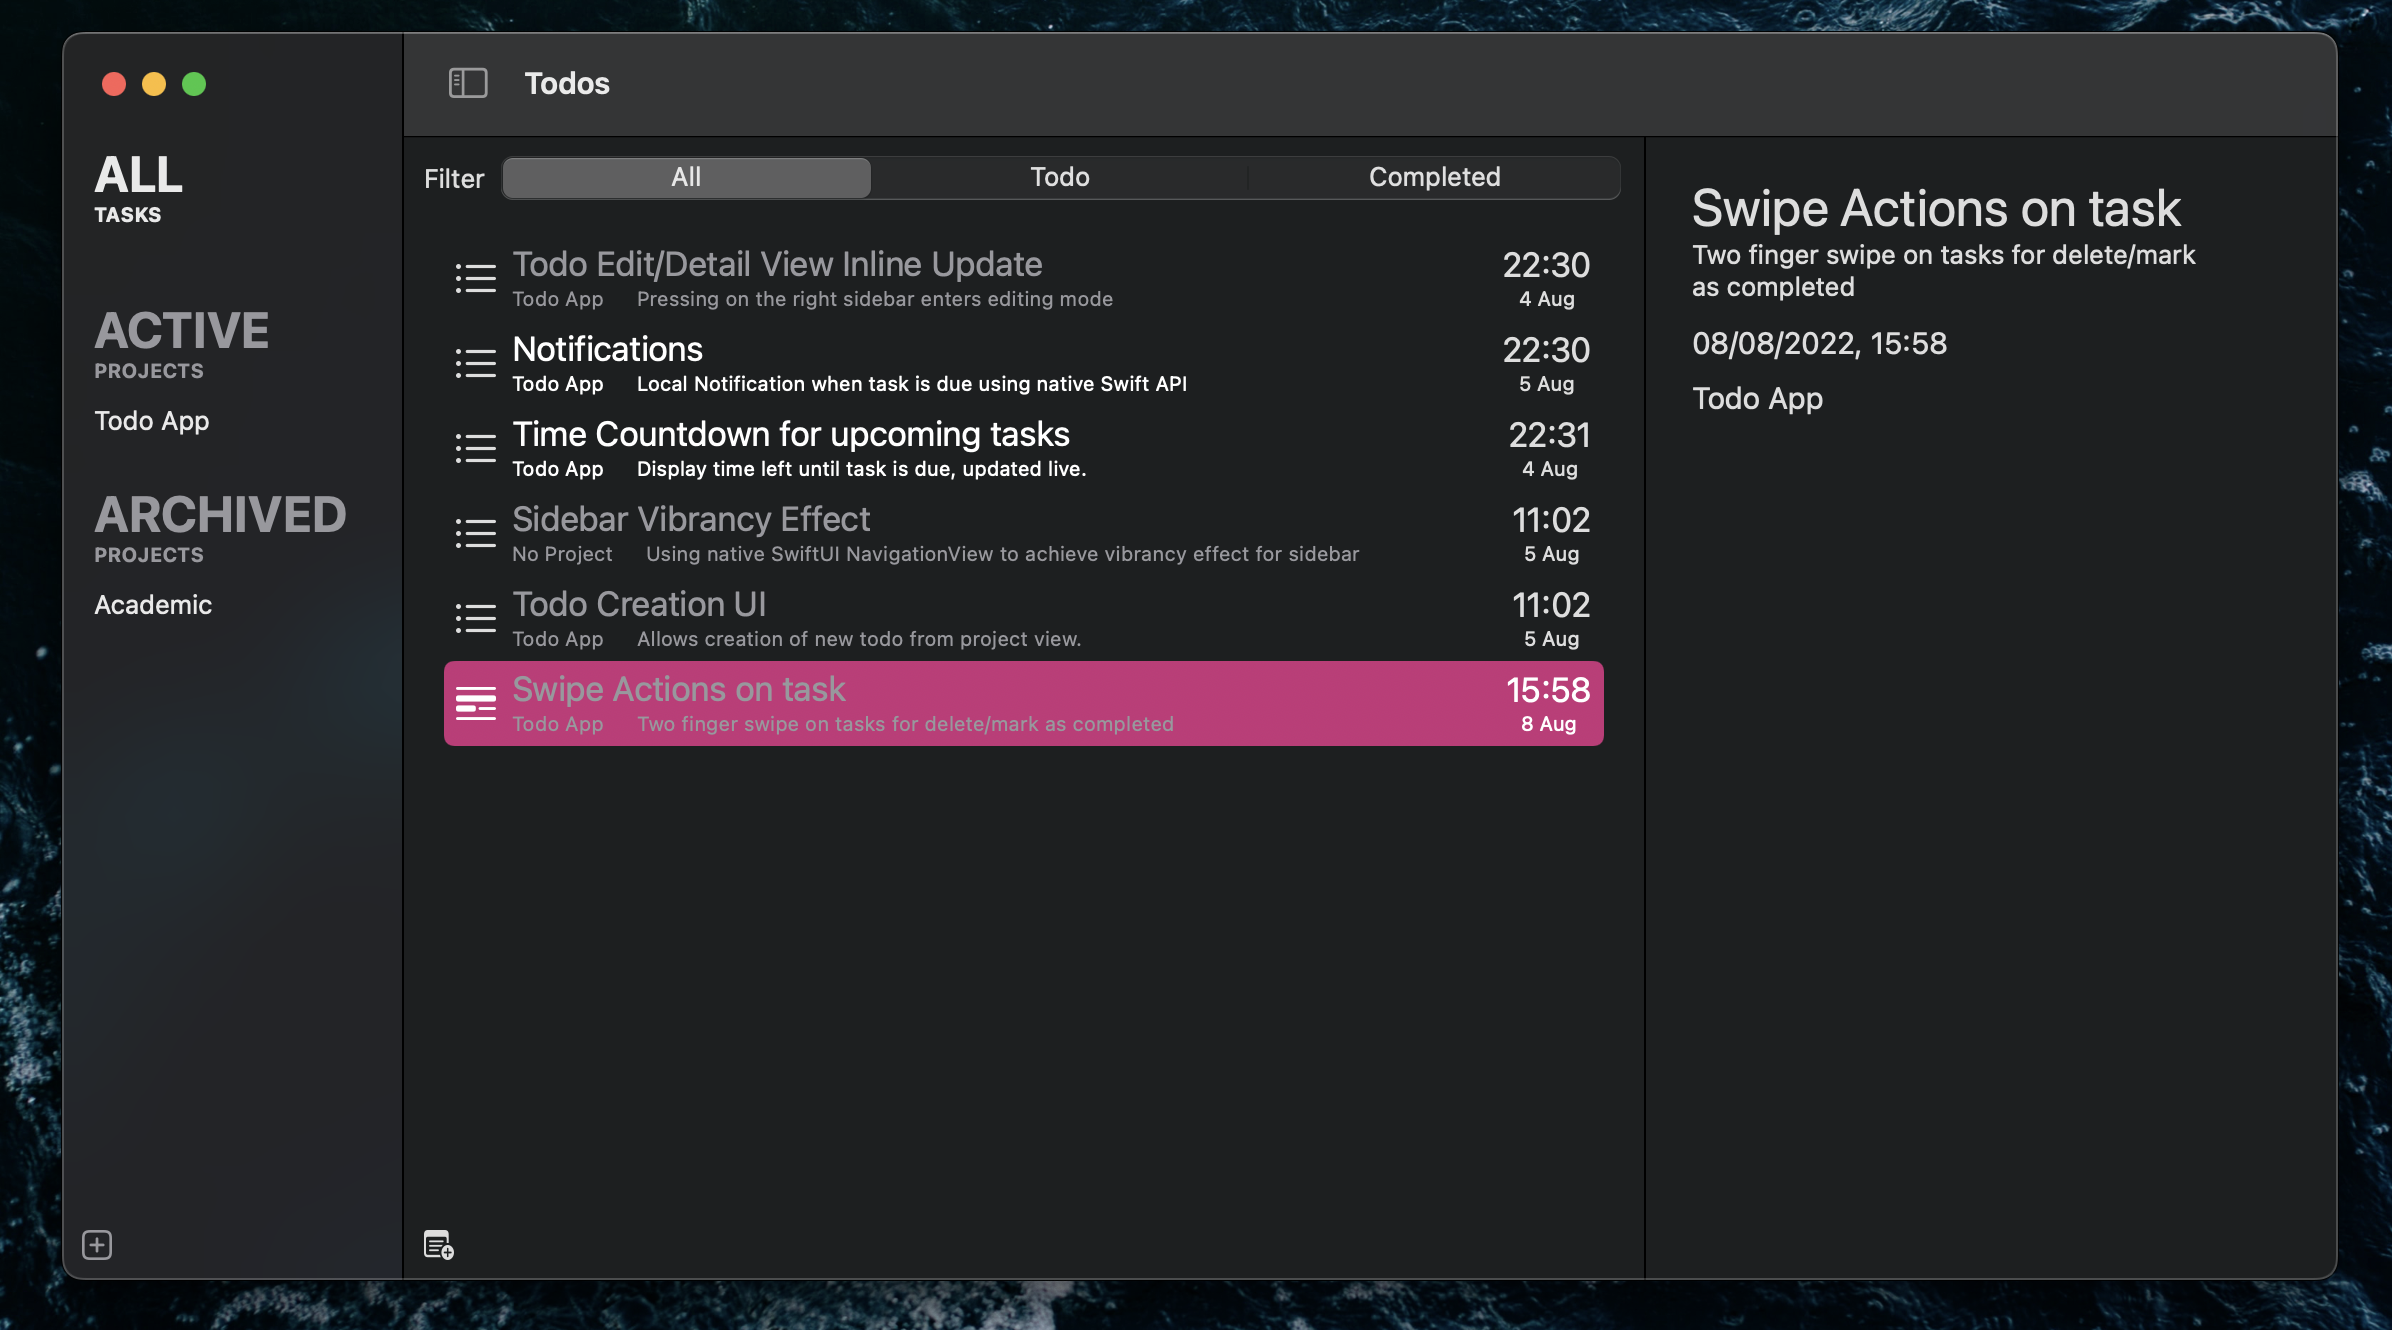 Todos
ALL
TASKS
ACTIVE
PROJECTS
Todo App
ARCHIVED
PROJECTS
Academic
Filter All Todo Completed
Todo Edit/Detail View Inline Update 22:30
Todo App Pressing on the right sidebar enters editing mode 4 Aug
Notifications 22:30
Todo App Local Notification when task is due using native Swift API 5 Aug
Time Countdown for upcoming tasks 22:31
Todo App Display time left until task is due, updated live. 4 Aug
Sidebar Vibrancy Effect 11:02
No Project Using native SwiftUI NavigationView to achieve vibrancy effect for sidebar 5 Aug
Todo Creation UI 11:02
Todo App Allows creation of new todo from project view. 5 Aug
Swipe Actions on task 15:58
Todo App Two finger swipe on tasks for delete/mark as completed 8 Aug
Swipe Actions on task
Two finger swipe on tasks for delete/mark
as completed
08/08/2022, 15:58
Todo App